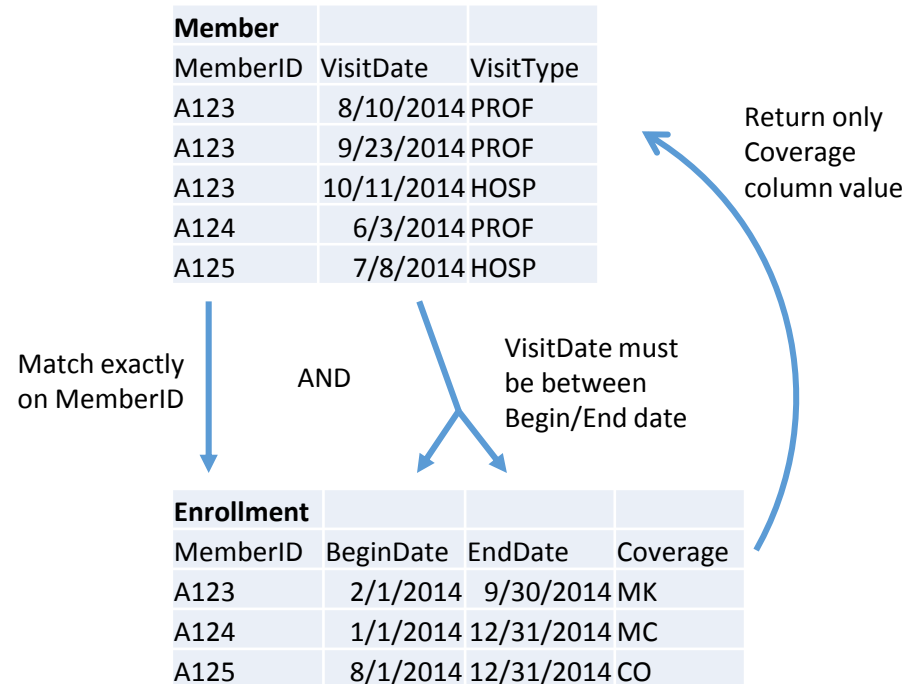 Member
MemberID VisitDate VisitType
A123 8/10/2014 PROF
A123 9/23/2014 PROF
A123 10/11/2014 HOSP
A124 6/3/2014 PROF
A125 7/8/2014 HOSP
Return only
Coverage
column value
Match exactly
on MemberID
AND
VisitDate must
be between
Begin/End date
Enrollment
MemberID BeginDate EndDate Coverage
A123 2/1/2014 9/30/2014 MK
A124 1/1/2014 12/31/2014 MC
A125 8/1/2014 12/31/2014 CO